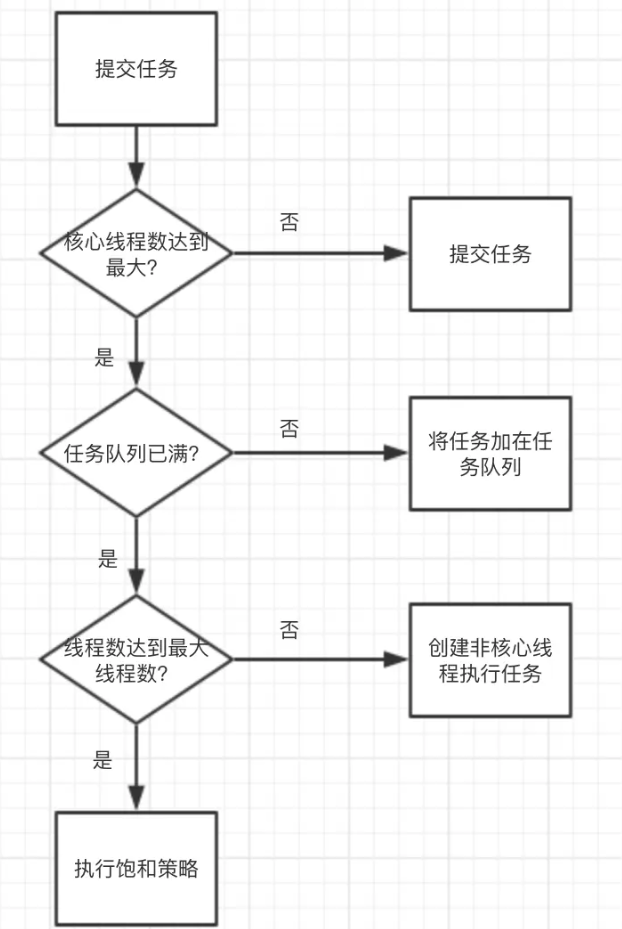 提交任务
否
核心线程数达到
最大?
提交任务
是
否
任务队列已满?
将任务加在任
务队列
是
否
线程数达到最大
线程数?
创建非核心线
程执行任务
是
执行饱和策略